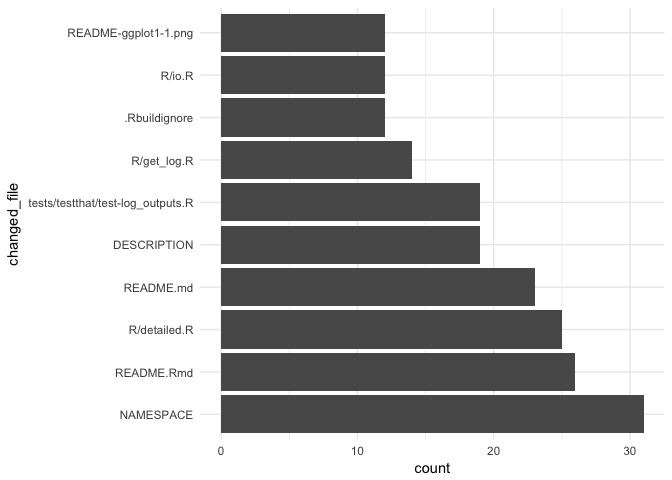 README-ggplot1-1.png
R/io.R
.Rbuildignore
R/get_log.R
tests/testthat/test-log_outputs.R
DESCRIPTION
README.md
R/detailed.R
README.Rmd
NAMESPACE
changed_file
0 10 20 30
count